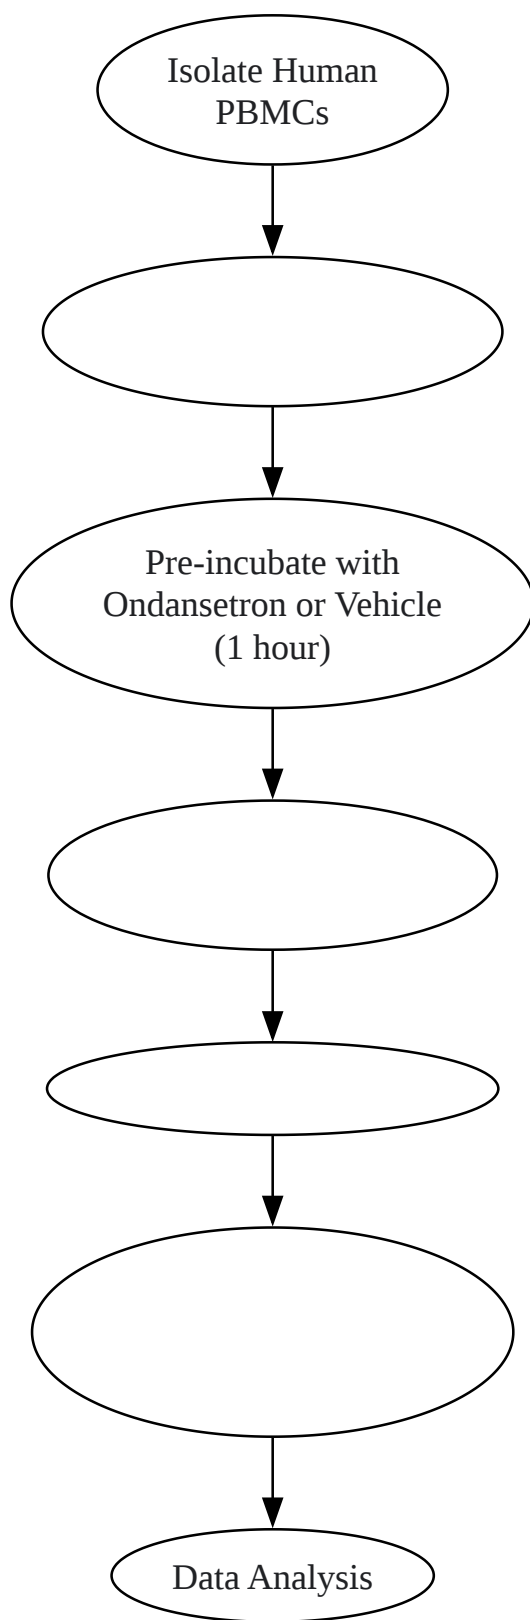 Isolate Human
PBMCs
Pre-incubate with
Ondansetron or Vehicle
(1 hour)
Data Analysis